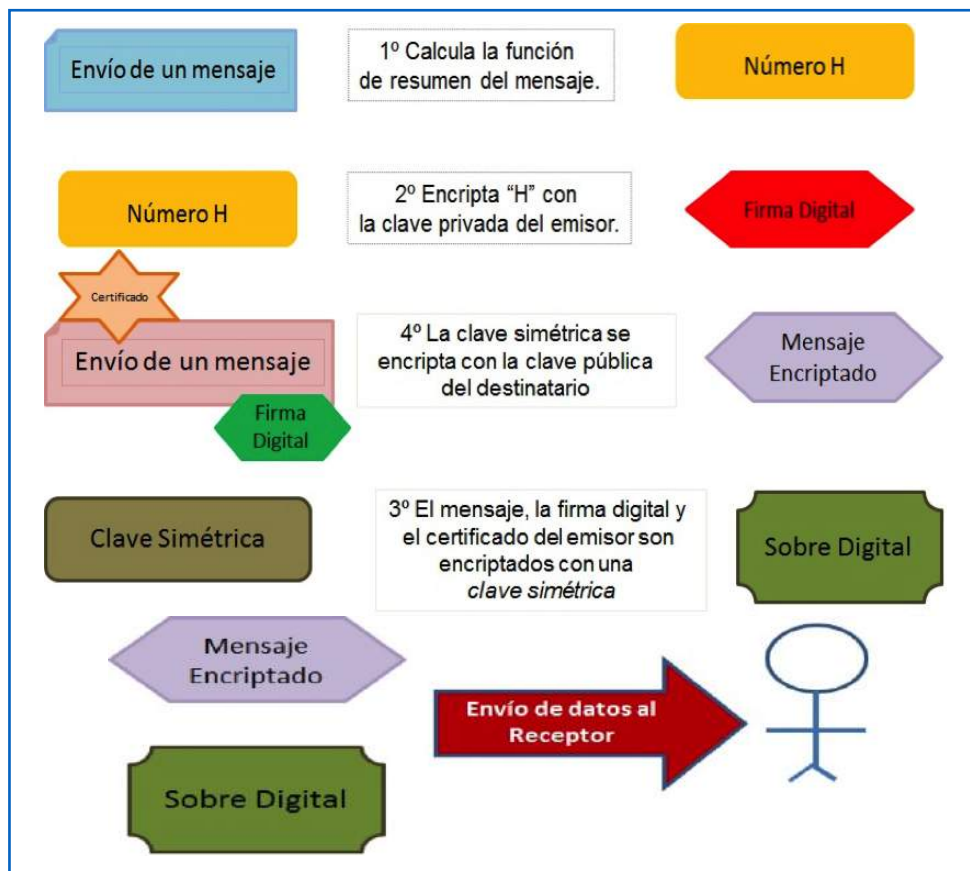 Envío de un mensaje
1º Calcula la función
de resumen del mensaje.
Número H
Número H
2º Encripta “H” con
la clave privada del emisor.
Firma Digital
Certificado
Envío de un mensaje
Firma
Digital
4º La clave simétrica se
encripta con la clave pública
del destinatario
Mensaje
Encriptado
Clave Simétrica
3º El mensaje, la firma digital y
el certificado del emisor son
encriptados con una
clave simétrica
Sobre Digital
Mensaje
Encriptado
Envío de datos al
Receptor
Sobre Digital